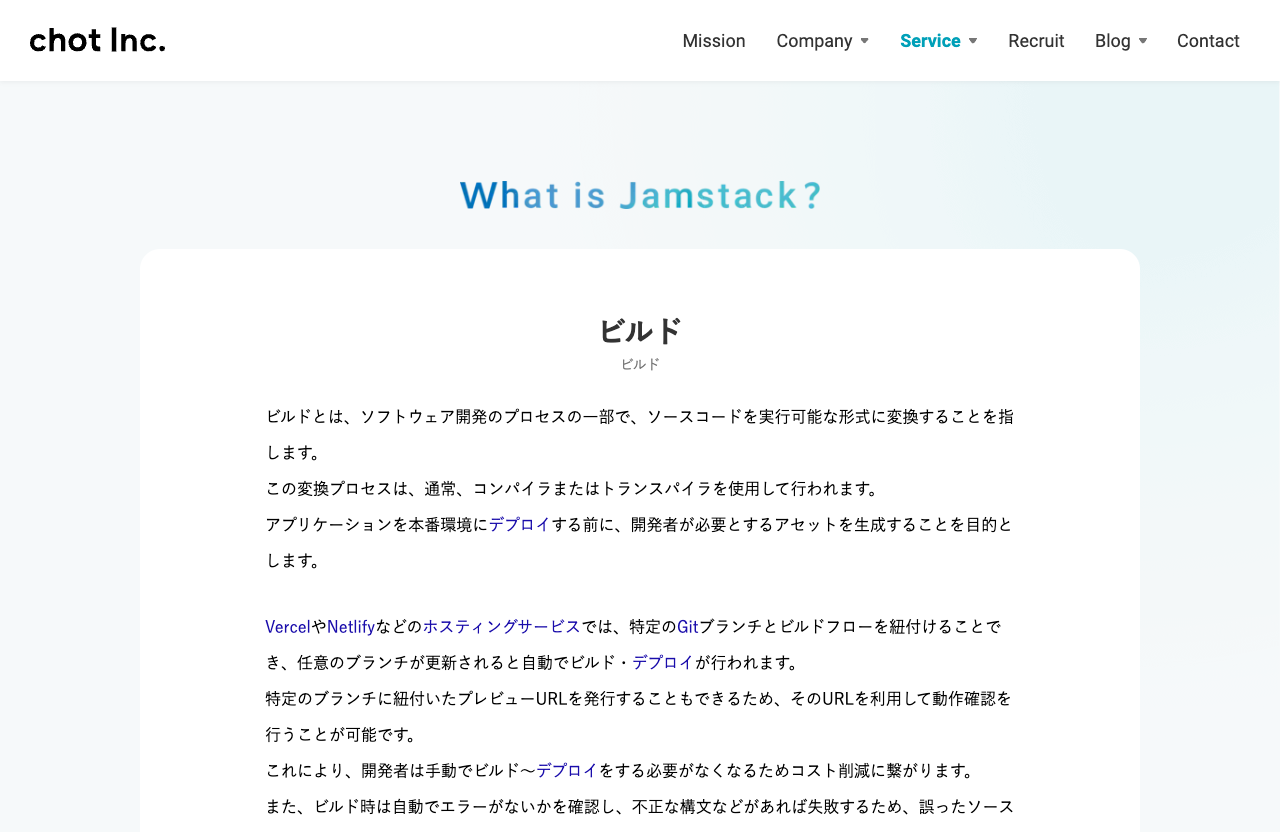 chot Inc.
Mission Company Service Recruit Blog Contact
What is Jamstack?
ビルド
ビルド
ビルドとは、ソフトウェア開発のプロセスの一部で、ソースコードを実行可能な形式に変換することを指
します。
この変換プロセスは、通常、コンパイラまたはトランスパイラを使用して行われます。
アプリケーションを本番環境にデプロイする前に、開発者が必要とするアセットを生成することを目的と
します。
VercelやNetlifyなどのホスティングサービスでは、特定のGitブランチとビルドフローを紐付けることで
き、任意のブランチが更新されると自動でビルド・デプロイが行われます。
特定のブランチに紐付いたプレビューURLを発行することもできるため、そのURLを利用して動作確認を
行うことが可能です。
これにより、開発者は手動でビルド〜デプロイをする必要がなくなるためコスト削減に繋がります。
また、ビルド時は自動でエラーがないかを確認し、不正な構文などがあれば失敗するため、誤ったソース